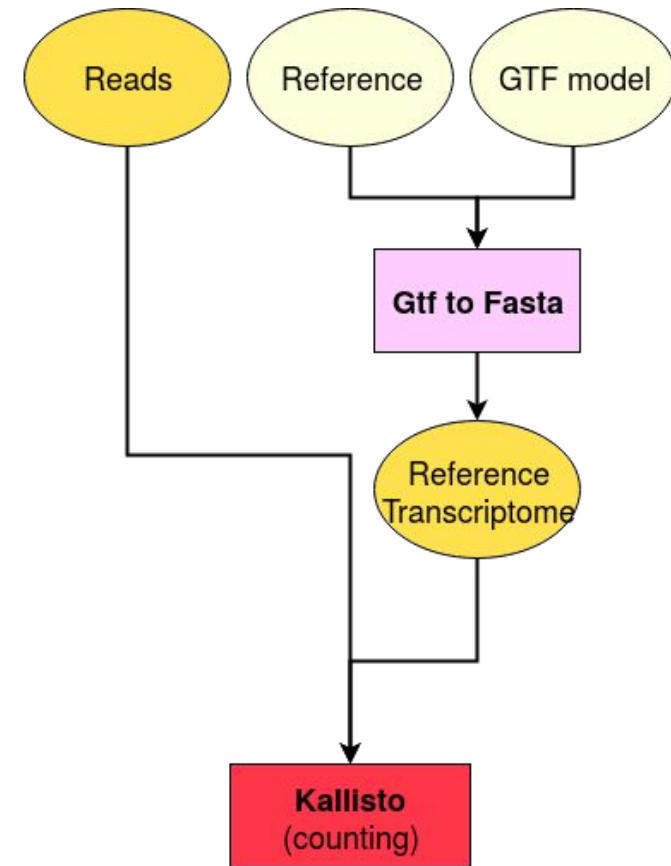 Reads
Reference
GTF model
Gtf to Fasta
Reference
Transcriptome
Kallisto
(counting)